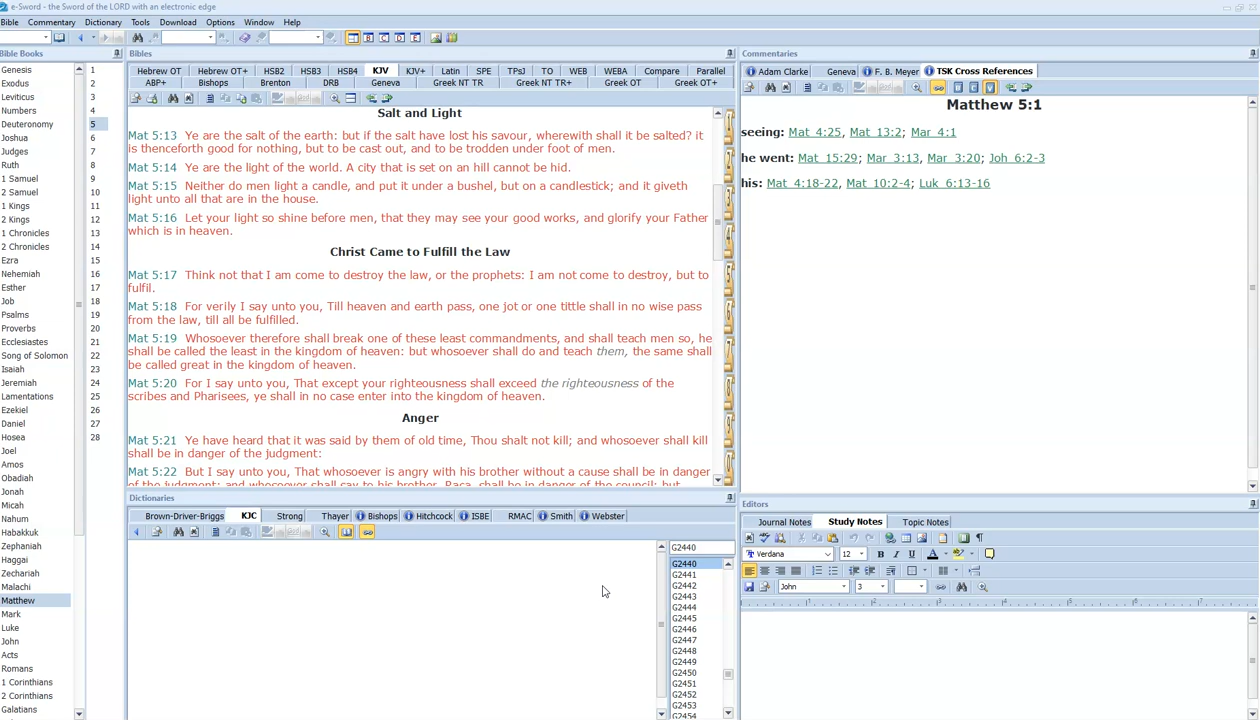 e-Sword - the Sword of the LORD with an electronic edge
Bible Commentary Dictionary Tools Download Options Window Help
B C D E
Bible Books
Genesis
Exodus
Leviticus
Numbers
Deuteronomy
Joshua
Judges
Ruth
1 Samuel
2 Samuel
1 Kings
2 Kings
1 Chronicles
2 Chronicles
Ezra
Nehemiah
Esther
Job
Psalms
Proverbs
Ecclesiastes
Song of Solomon
Isaiah
Jeremiah
Lamentations
Ezekiel
Daniel
Hosea
Joel
Amos
Obadiah
Jonah
Micah
Nahum
Habakkuk
Zephaniah
Haggai
Zechariah
Malachi
Matthew
Mark
Luke
John
Acts
Romans
1 Corinthians
2 Corinthians
Galatians
1
2
3
4
5
6
7
8
9
10
11
12
13
14
15
16
17
18
19
20
21
22
23
24
25
26
27
28
Bibles
Hebrew OT Hebrew OT+ HSB2 HSB3 HSB4 KJV KJV+ Latin SPE TPsJ TO WEB WEBA Compare Parallel
ABP+ Bishops Brenton DRB Geneva Greek NT TR Greek NT TR+ Greek OT Greek OT+
Salt and Light
Mat 5:13 Ye are the salt of the earth: but if the salt have lost his savour, wherewith shall it be salted? it
is thenceforth good for nothing, but to be cast out, and to be trodden under foot of men.
Mat 5:14 Ye are the light of the world. A city that is set on an hill cannot be hid.
Mat 5:15 Neither do men light a candle, and put it under a bushel, but on a candlestick; and it giveth
light unto all that are in the house.
Mat 5:16 Let your light so shine before men, that they may see your good works, and glorify your Father
which is in heaven.
Christ Came to Fulfill the Law
Mat 5:17 Think not that I am come to destroy the law, or the prophets: I am not come to destroy, but to
fulfil.
Mat 5:18 For verily I say unto you, Till heaven and earth pass, one jot or one tittle shall in no wise pass
from the law, till all be fulfilled.
Mat 5:19 Whosoever therefore shall break one of these least commandments, and shall teach men so, he
shall be called the least in the kingdom of heaven: but whosoever shall do and teach them, the same shall
be called great in the kingdom of heaven.
Mat 5:20 For I say unto you, That except your righteousness shall exceed the righteousness of the
scribes and Pharisees, ye shall in no case enter into the kingdom of heaven.
Anger
Mat 5:21 Ye have heard that it was said by them of old time, Thou shalt not kill; and whosoever shall kill
shall be in danger of the judgment:
Mat 5:22 But I say unto you, That whosoever is angry with his brother without a cause shall be in danger
of the judgment: and whosoever shall say to his brother, Raca, shall be in danger of the council: but
Dictionaries
Brown-Driver-Briggs KJC Strong Thayer Bishops Hitchcock ISBE RMAC Smith Webster
G2440
G2440
G2441
G2442
G2443
G2444
G2445
G2446
G2447
G2448
G2449
G2450
G2451
G2452
G2453
G2454
Commentaries
Adam Clarke Geneva F. B. Meyer TSK Cross References
Matthew 5:1
seeing: Mat 4:25, Mat 13:2; Mar 4:1
he went: Mat 15:29; Mar 3:13, Mar 3:20; Joh 6:2-3
his: Mat 4:18-22, Mat 10:2-4; Luk 6:13-16
Editors
Journal Notes Study Notes Topic Notes
Verdana 12 B I U A
John 3
1 2 3 4 5 6 7